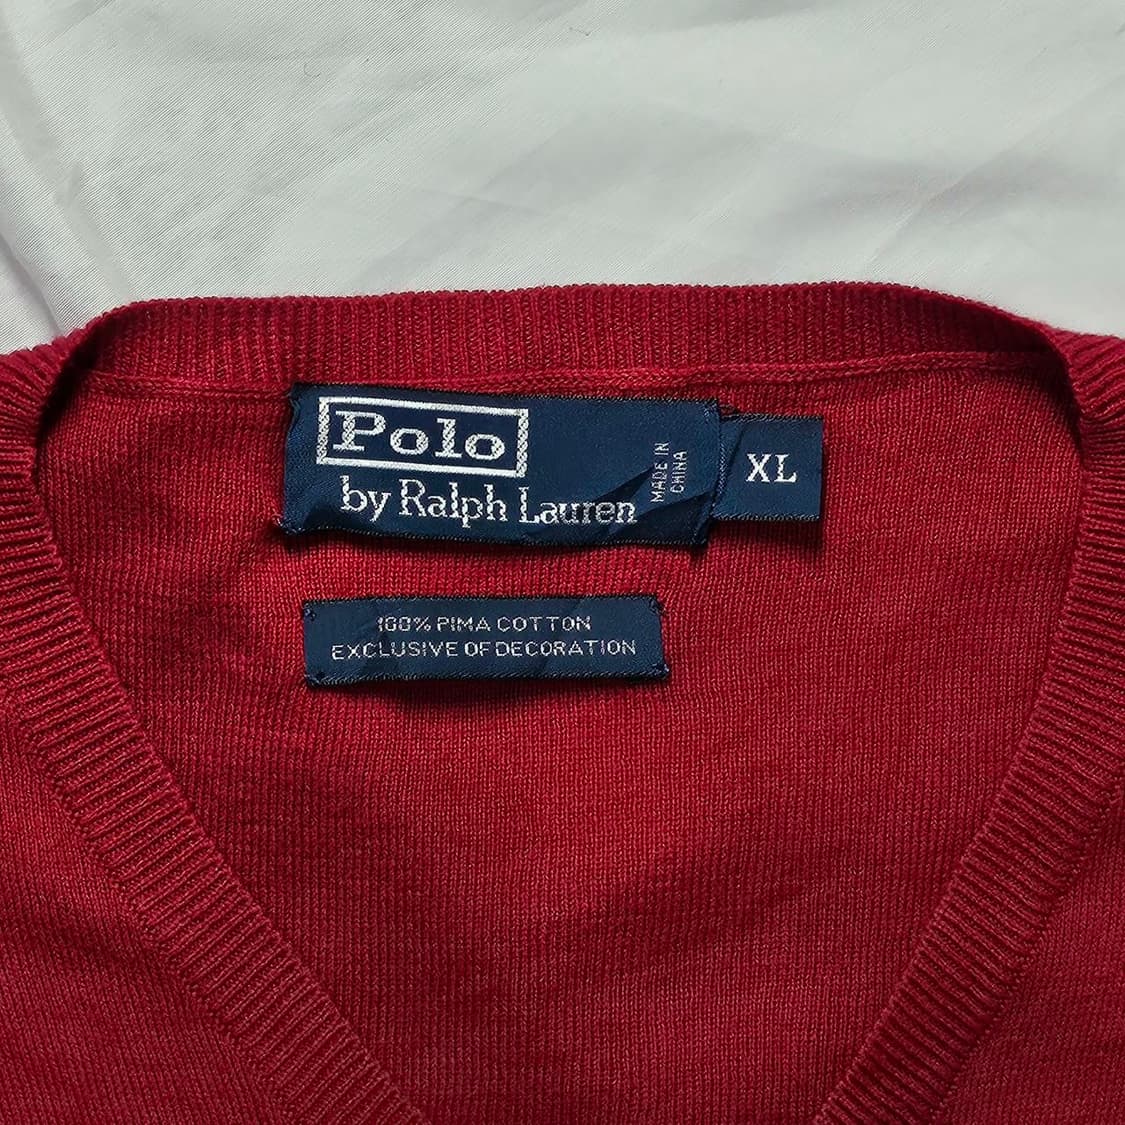 Polo
by Ralph Lauren
MADE IN
CHINA
XL
100% PIMA COTTON
EXCLUSIVE OF DECORATION